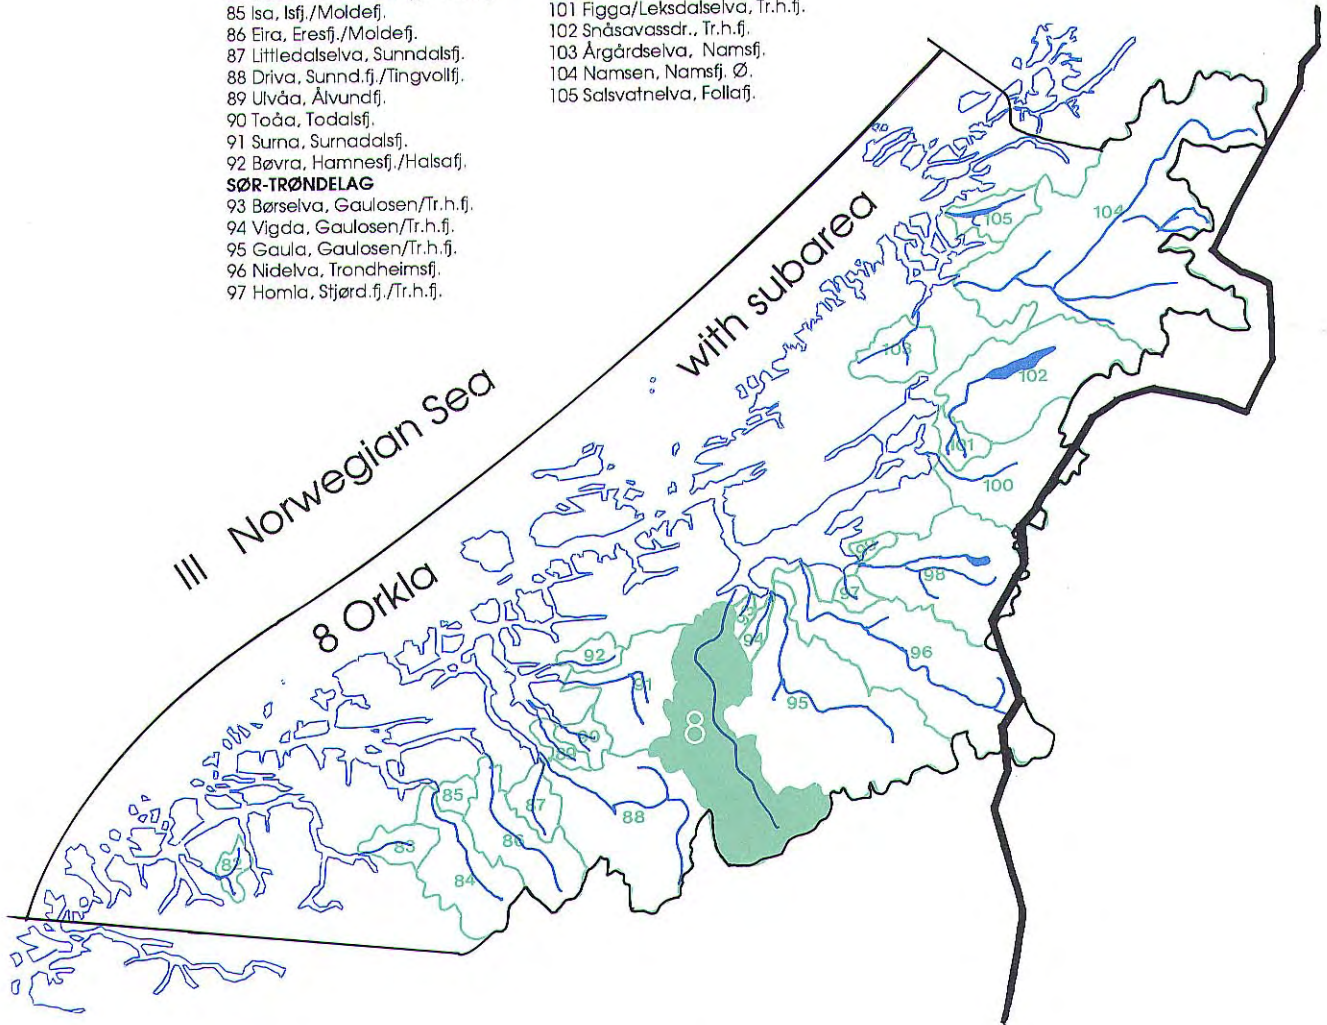 85 Isa, Isfj./Moldefj.
86 Eira, Eresfj./Moldefj.
87 Littledalselva, Sunndalsfj.
88 Driva, Sunnd.fj./Tingvollfj.
89 Ulvåa, Ålvundfj.
90 Toåa, Todalsfj.
91 Surna, Surnadalsfj.
92 Bøvra, Hamnesfj./Halsafj.
SØR-TRØNDELAG
93 Børselva, Gaulosen/Tr.h.fj.
94 Vigda, Gaulosen/Tr.h.fj.
95 Gaula, Gaulosen/Tr.h.fj.
96 Nidelva, Trondheimsfj.
97 Homla, Stjørd.fj./Tr.h.fj.
101 Figga/Leksdalselva, Tr.h.fj.
102 Snåsavassdr., Tr.h.fj.
103 Årgårdselva, Namsfj.
104 Namsen, Namsfj. Ø.
105 Salsvatnelva, Follafj.
III Norwegian Sea
with subarea
8 Orkla
104
105
103
102
101
100
99
98
97
93
94
96
92
91
95
8
90
89
85
87
88
86
83
82
84